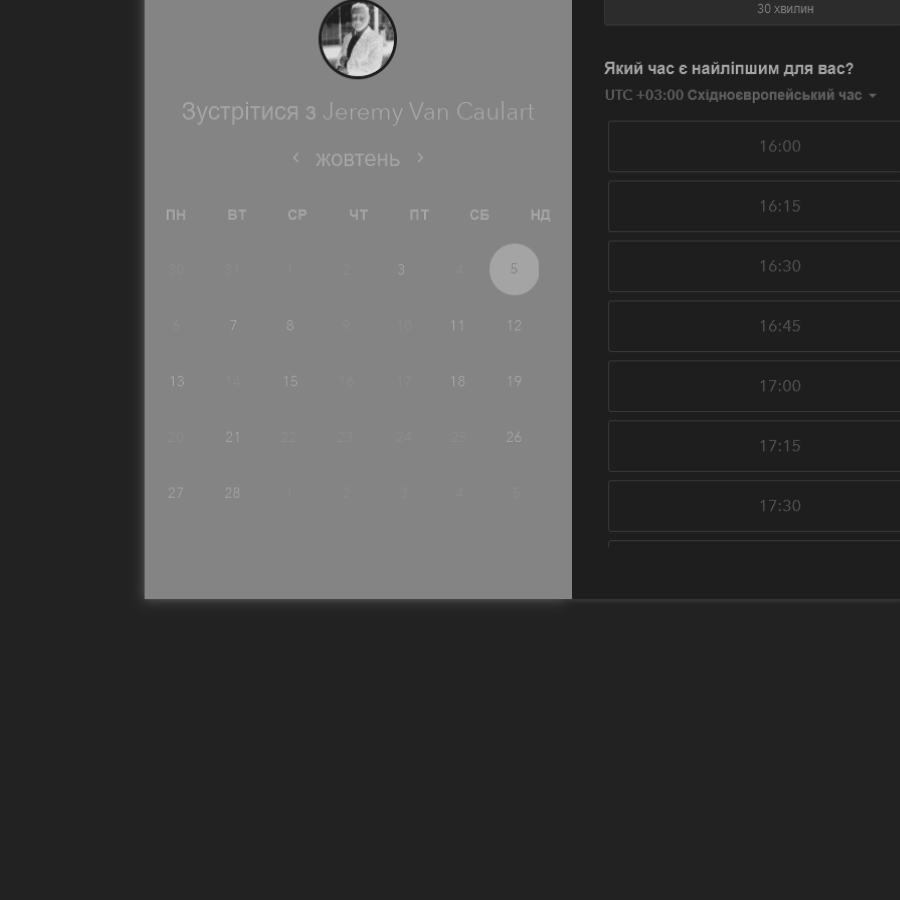 Зустрітися з Jeremy Van Caulart
жовтень
ПН ВТ СР ЧТ ПТ СБ НД
30 31 1 2 3 4 5
6 7 8 9 10 11 12
13 14 15 16 17 18 19
20 21 22 23 24 25 26
27 28 1 2 3 4 5
30 хвилин
Який час є найліпшим для вас?
UTC +03:00 Східноєвропейський час
16:00
16:15
16:30
16:45
17:00
17:15
17:30